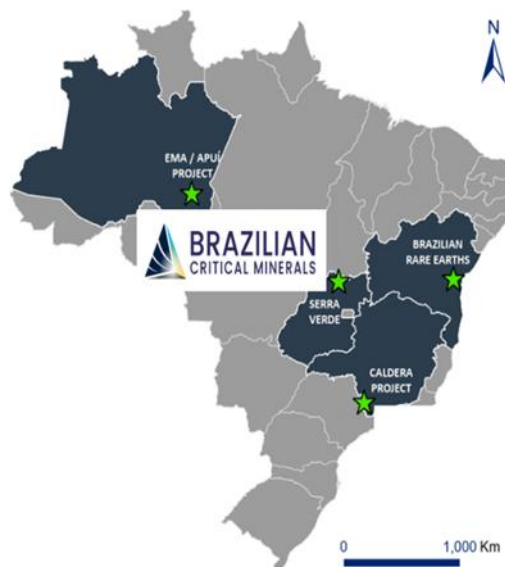 N
EMA / APUÍ
PROJECT
BRAZILIAN
CRITICAL MINERALS
BRAZILIAN
RARE EARTHS
SERRA
VERDE
CALDERA
PROJECT
0
1,000 Km